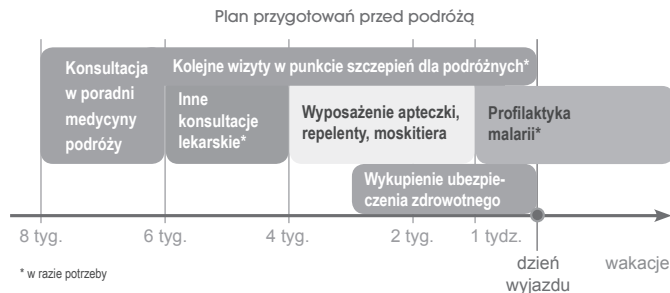 Plan przygotowań przed podróżą
Konsultacja
w poradni
medycyny
podróży
Kolejne wizyty w punkcie szczepień dla podróżnych*
Inne
konsultacje
lekarskie*
Wyposażenie apteczki,
repelenty, moskitiera
Profilaktyka
malarii*
Wykupienie ubezpie-
czenia zdrowotnego
8 tyg. 6 tyg. 4 tyg. 2 tyg. 1 tydz.
dzień
wyjazdu
wakacje
* w razie potrzeby